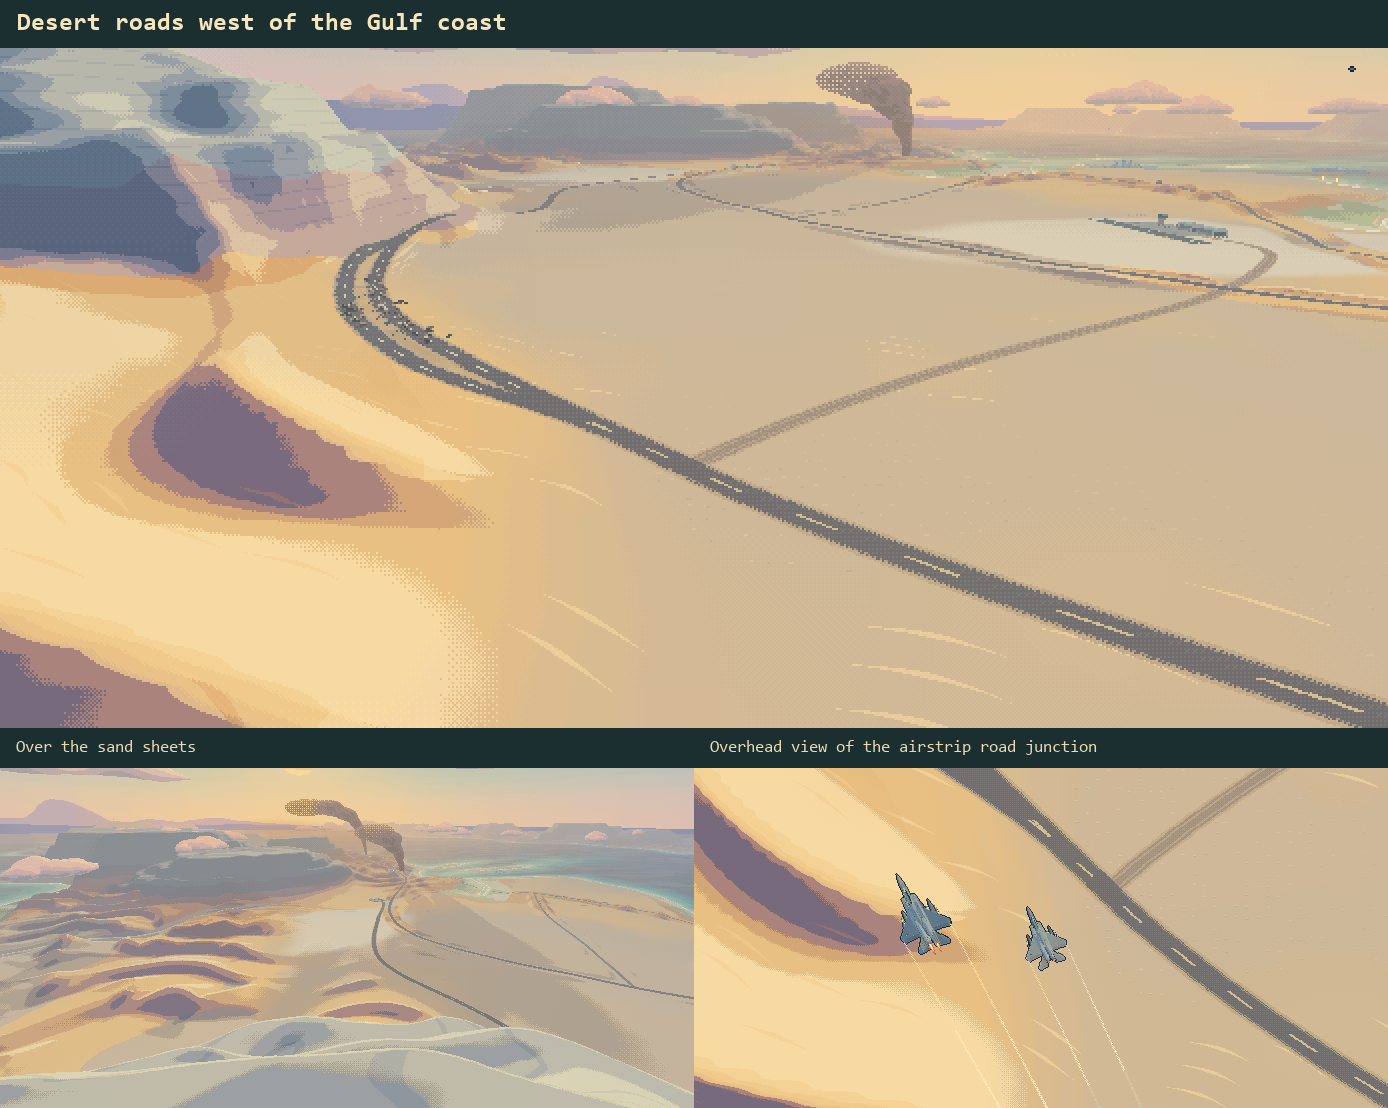 Desert roads west of the Gulf coast
Over the sand sheets
Overhead view of the airstrip road junction